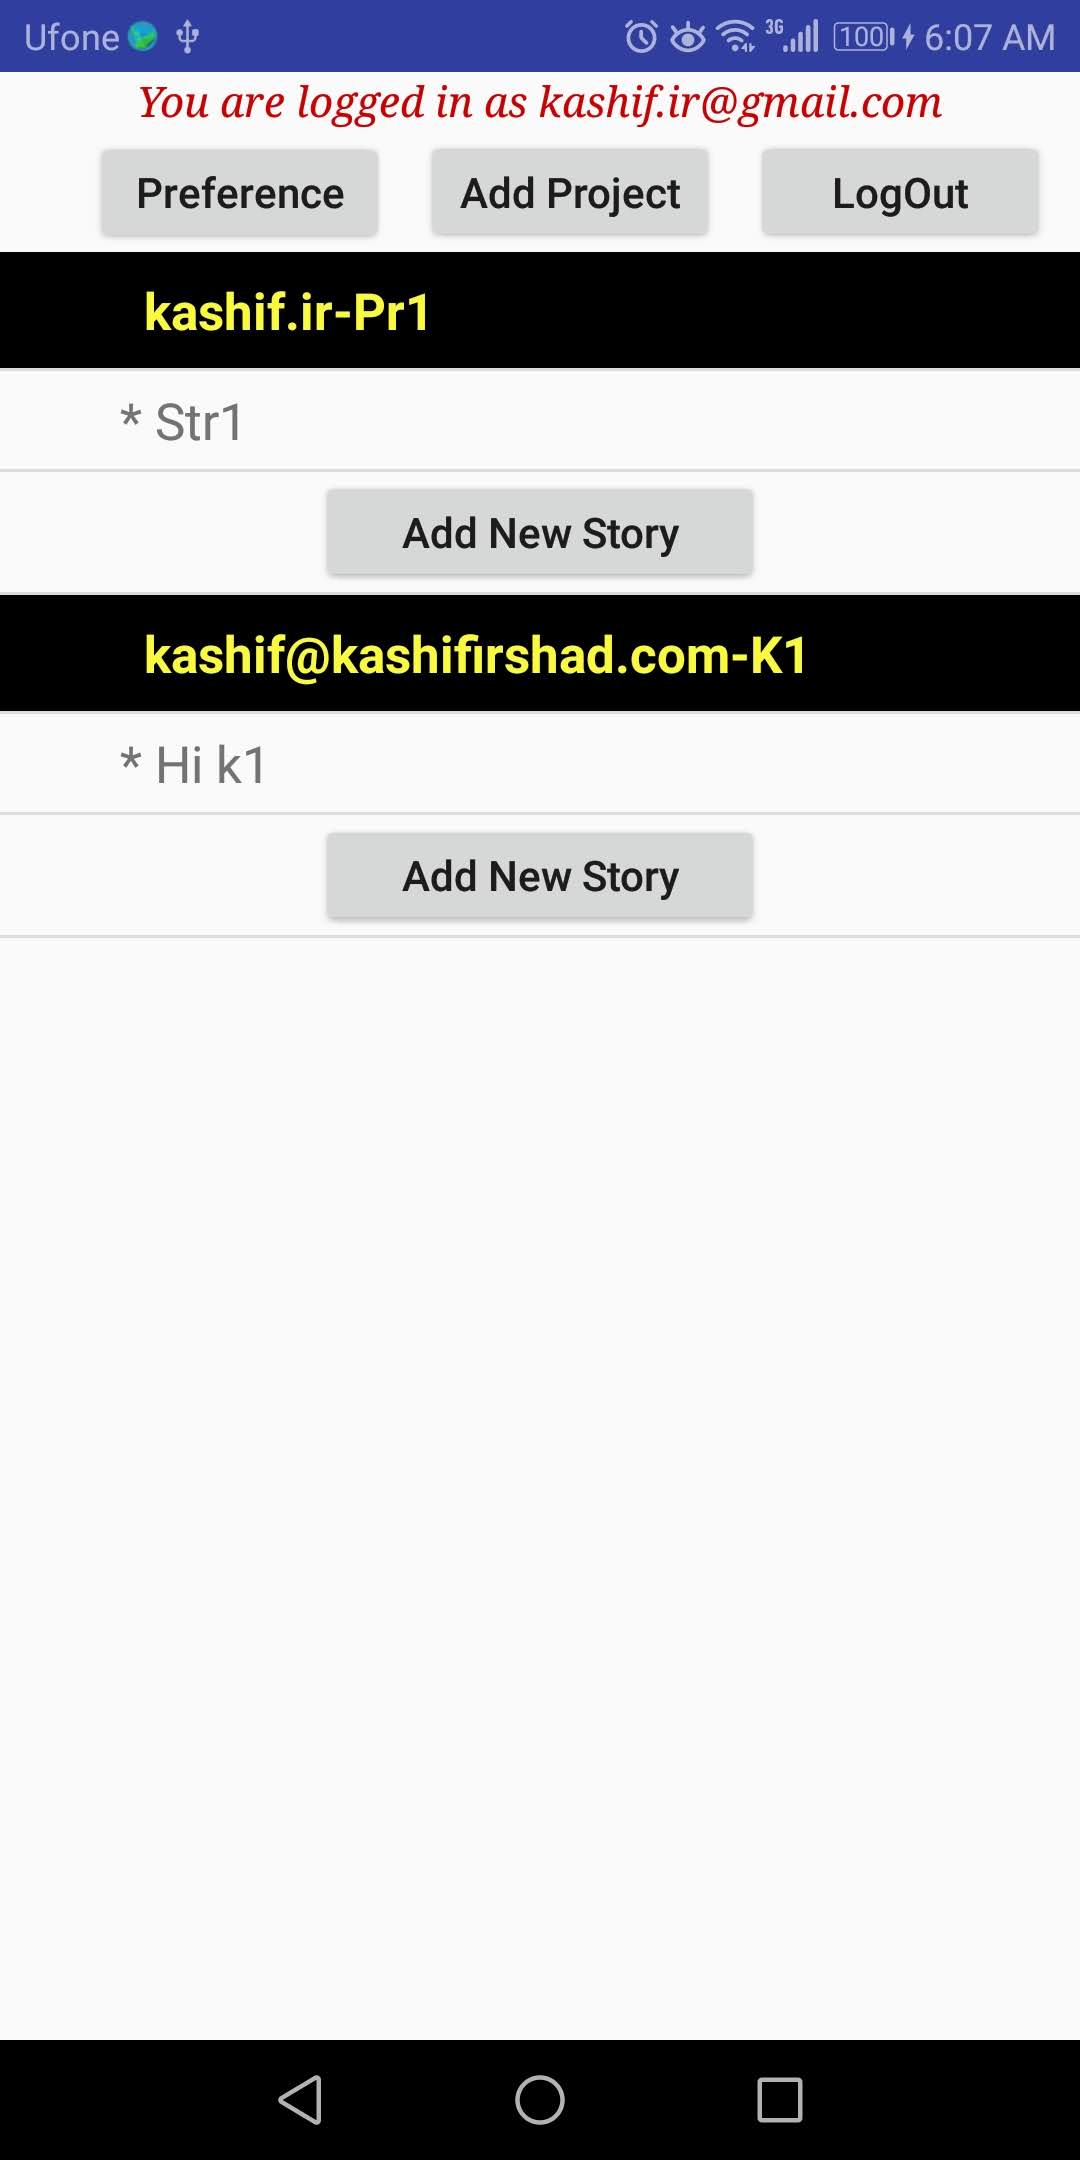 Ufone 3G 100 6:07 AM
You are logged in as kashif.ir@gmail.com
Preference Add Project LogOut
kashif.ir-Pr1
* Str1
Add New Story
kashif@kashifirshad.com-K1
* Hi k1
Add New Story